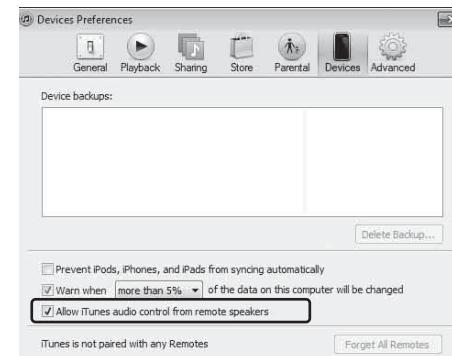 Devices Preferences
General Playback Sharing Store Parental Devices Advanced
Device backups:
Delete Backup...
Prevent iPods, iPhones, and iPads from syncing automatically
Warn when more than 5% of the data on this computer will be changed
Allow iTunes audio control from remote speakers
iTunes is not paired with any Remotes
Forget All Remotes